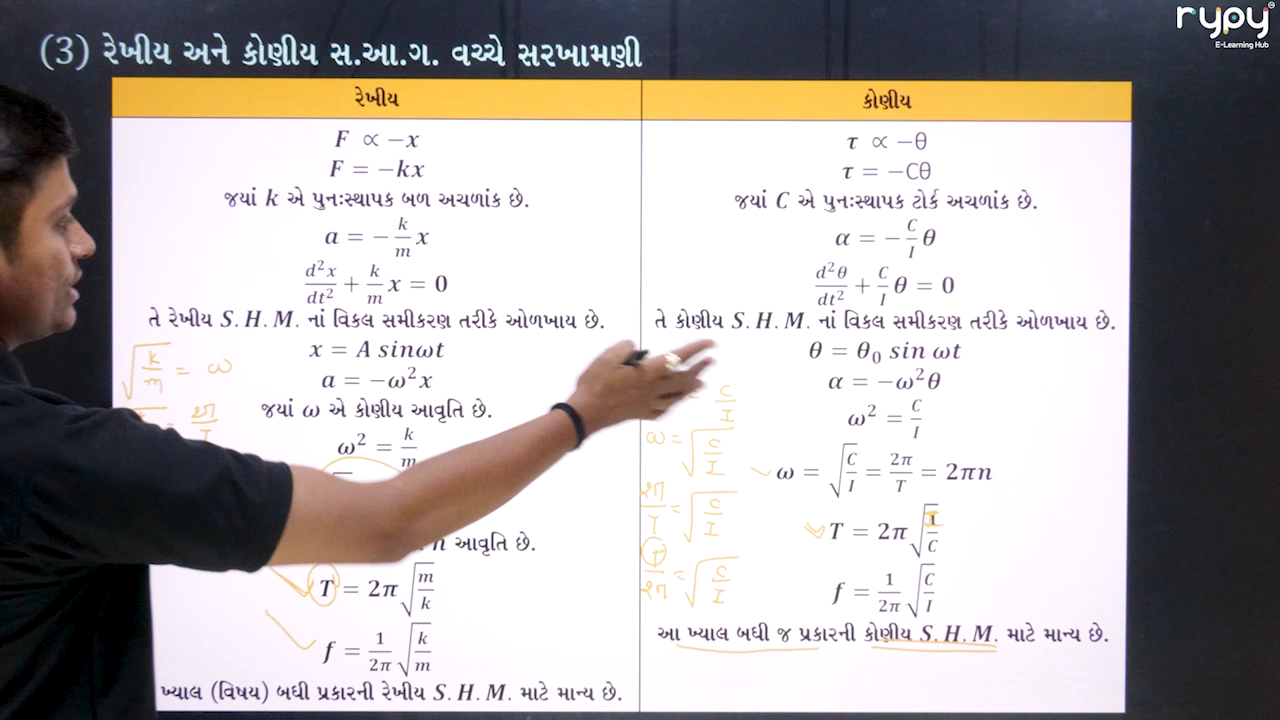 rypy
E-Learning Hub
(3) રેખીય અને કોણીય સ.આ.ગ. વચ્ચે સરખામણી
રેખીય
F ∝ −x
F = −kx
જયાં k એ પુનઃસ્થાપક બળ અચળાંક છે.
a = −k/m x
d²x/dt² + k/m x = 0
તે રેખીય S.H.M. નાં વિકલ સમીકરણ તરીકે ઓળખાય છે.
x = A sinωt
a = −ω²x
જયાં ω એ કોણીય આવૃતિ છે.
ω² = k/m
આવૃતિ છે.
T = 2π √(m/k)
f = 1/2π √(k/m)
ખ્યાલ (વિષય) બધી પ્રકારની રેખીય S.H.M. માટે માન્ય છે.
√(k/m) = ω
કોણીય
τ ∝ −θ
τ = −Cθ
જયાં C એ પુનઃસ્થાપક ટોર્ક અચળાંક છે.
α = −C/I θ
d²θ/dt² + C/I θ = 0
તે કોણીય S.H.M. નાં વિકલ સમીકરણ તરીકે ઓળખાય છે.
θ = θ₀ sin ωt
α = −ω²θ
ω² = C/I
ω = √(C/I) = 2π/T = 2πn
T = 2π √(I/C)
f = 1/2π √(C/I)
આ ખ્યાલ બધી જ પ્રકારની કોણીય S.H.M. માટે માન્ય છે.
= C/I
ω = √(C/I)
2π/T = √(C/I)
T/2π = √(C/I)